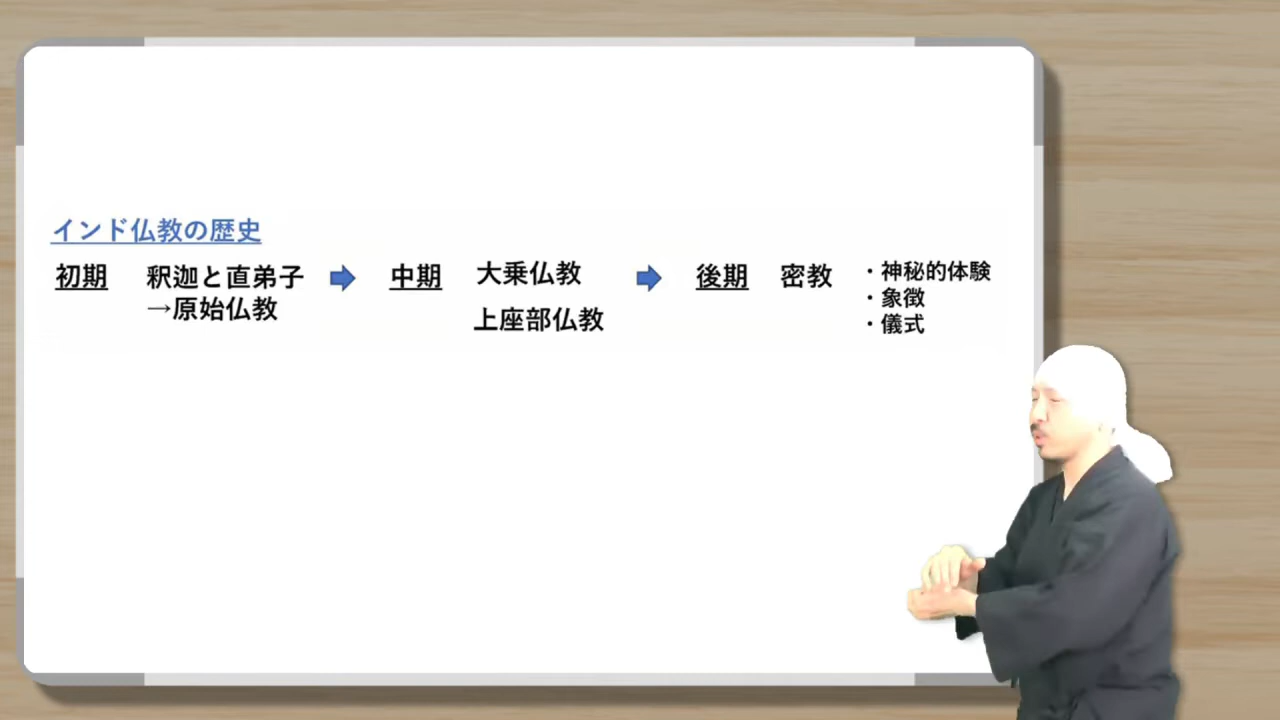 インド仏教の歴史
初期 釈迦と直弟子
→原始仏教
中期 大乗仏教
上座部仏教
後期 密教
・神秘的体験
・象徴
・儀式